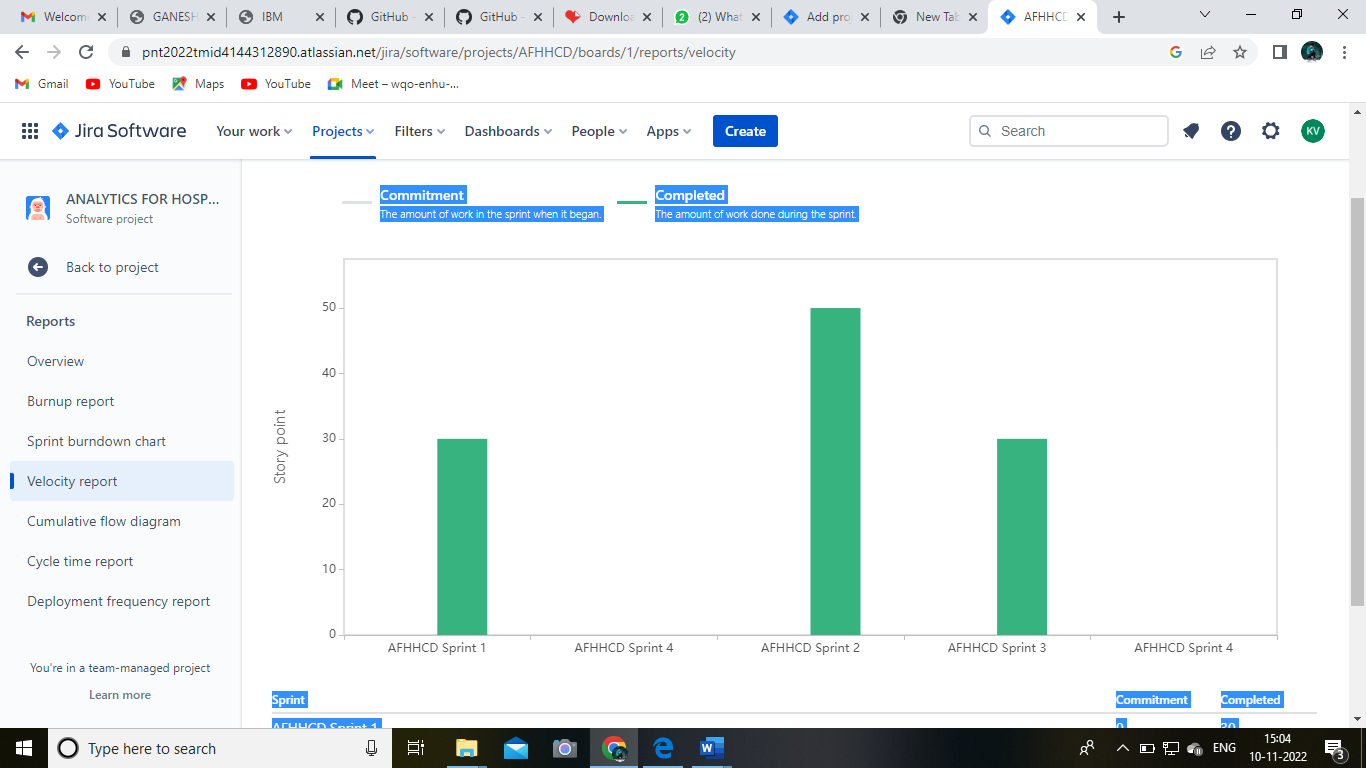 Welcome
GANESH
IBM
GitHub -
GitHub -
Downloa
(2) What
Add proj
New Tab
AFHHCD
pnt2022tmid4144312890.atlassian.net/jira/software/projects/AFHHCD/boards/1/reports/velocity
Gmail
YouTube
Maps
YouTube
Meet – wqo-enhu-...
Jira Software
Your work
Projects
Filters
Dashboards
People
Apps
Create
Search
KV
ANALYTICS FOR HOSP...
Software project
Back to project
Reports
Overview
Burnup report
Sprint burndown chart
Velocity report
Cumulative flow diagram
Cycle time report
Deployment frequency report
You're in a team-managed project
Learn more
Commitment
The amount of work in the sprint when it began.
Completed
The amount of work done during the sprint.
Story point
50
40
30
20
10
0
AFHHCD Sprint 1
AFHHCD Sprint 4
AFHHCD Sprint 2
AFHHCD Sprint 3
AFHHCD Sprint 4
Sprint Commitment Completed
AFHHCD Sprint 1 0 30
Type here to search
ENG
15:04
10-11-2022
3